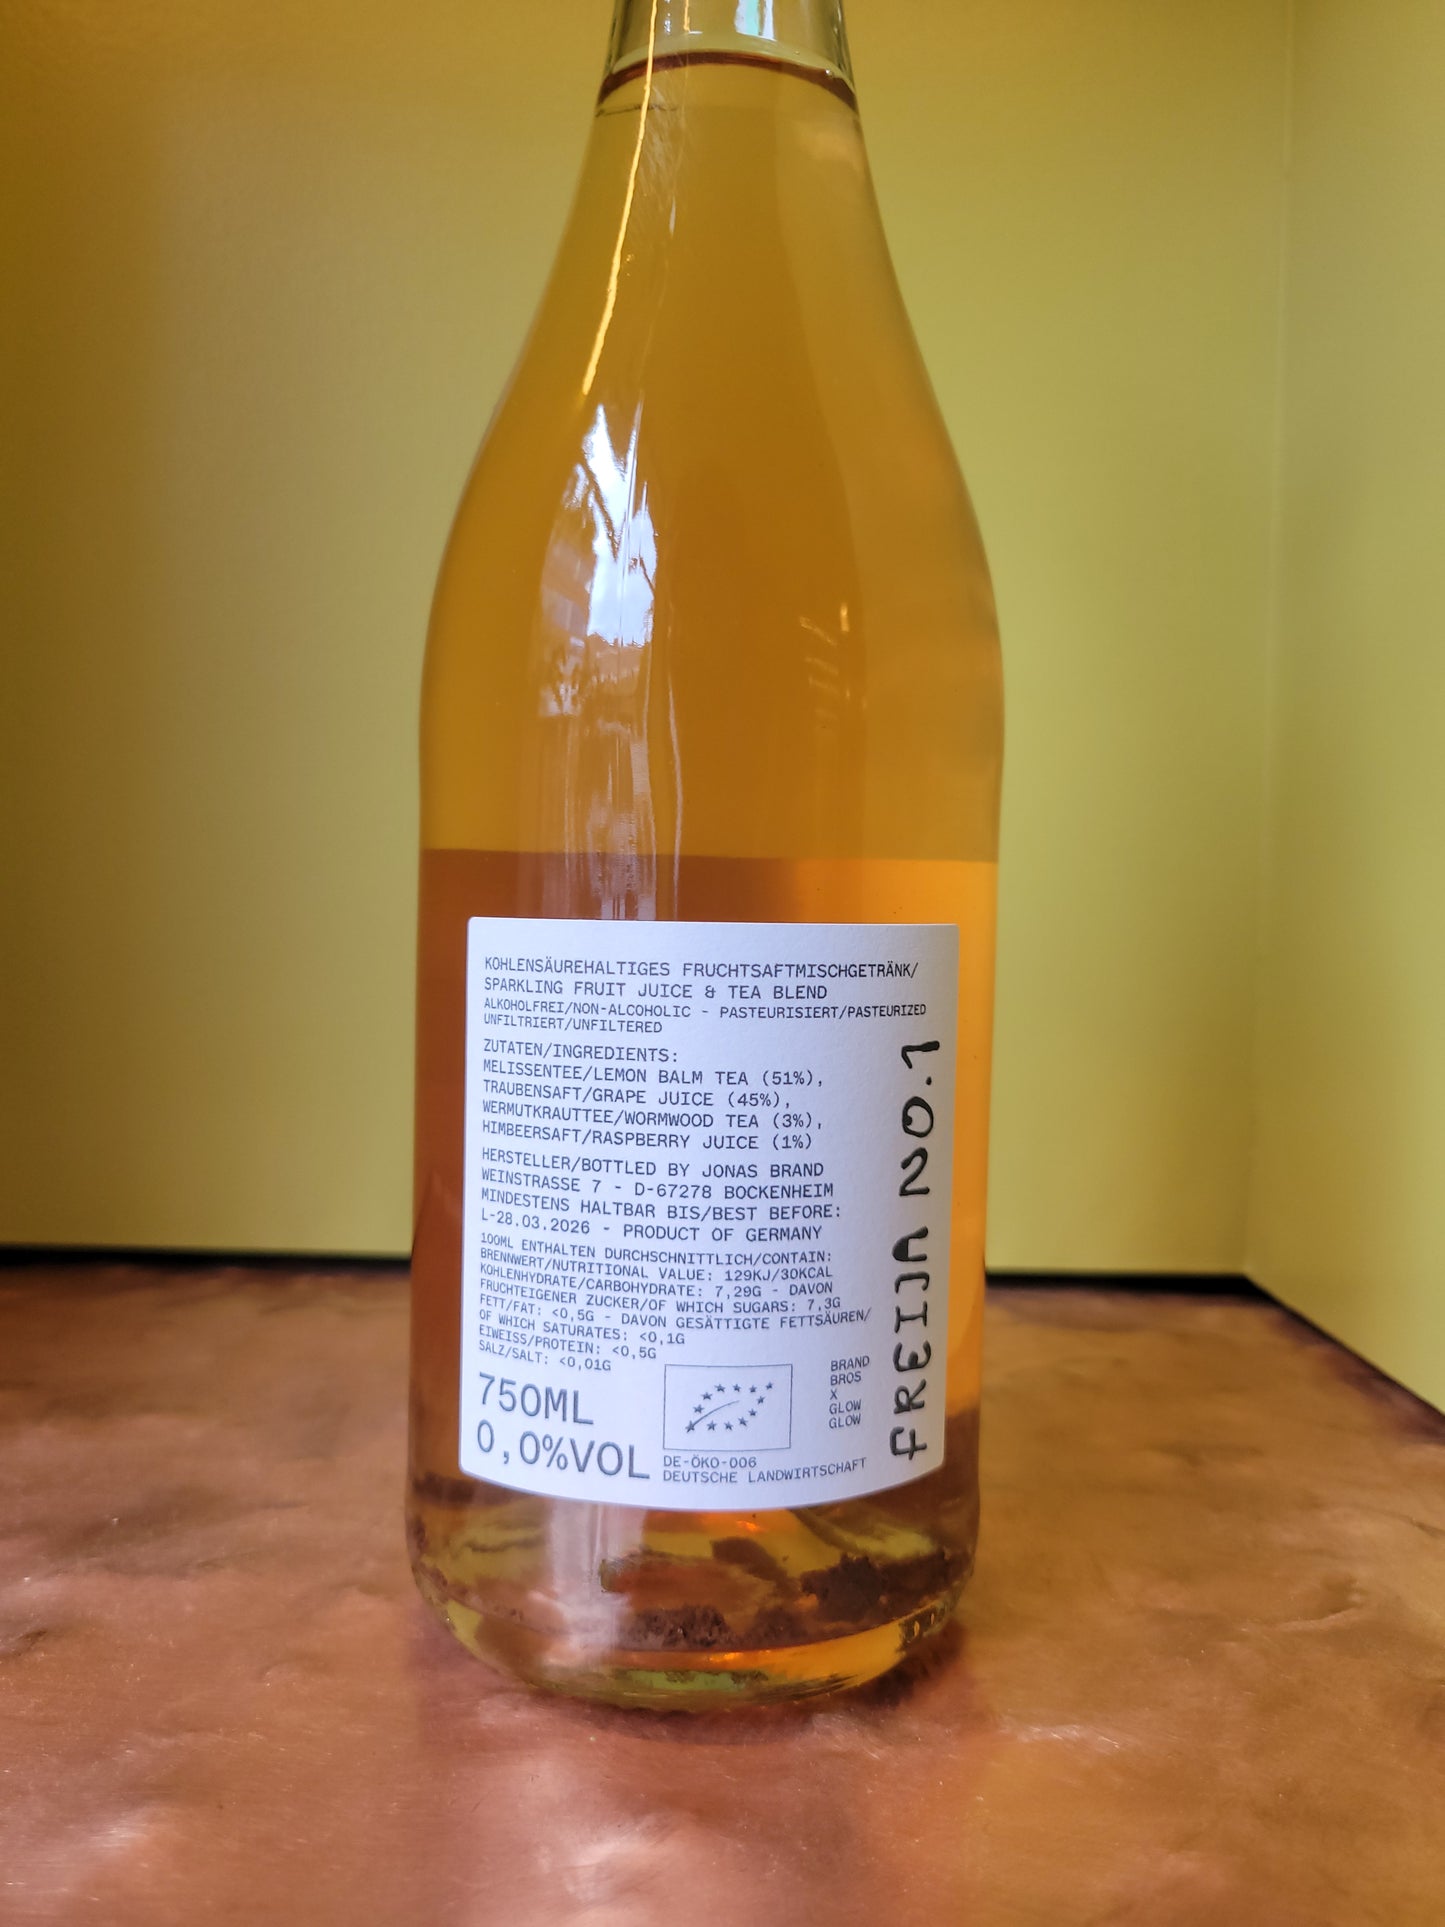 KOHLENSÄUREHALTIGES FRUCHTSAFTMISCHGETRÄNK/
SPARKLING FRUIT JUICE & TEA BLEND
ALKOHOLFREI/NON-ALCOHOLIC - PASTEURISIERT/PASTEURIZED
UNFILTRIERT/UNFILTERED
ZUTATEN/INGREDIENTS:
MELISSENTEE/LEMON BALM TEA (51%),
TRAUBENSAFT/GRAPE JUICE (45%),
WERMUTKRAUTTEE/WORMWOOD TEA (3%),
HIMBEERSAFT/RASPBERRY JUICE (1%)
HERSTELLER/BOTTLED BY JONAS BRAND
WEINSTRASSE 7 - D-67278 BOCKENHEIM
MINDESTENS HALTBAR BIS/BEST BEFORE:
L-28.03.2026 - PRODUCT OF GERMANY
100ML ENTHALTEN DURCHSCHNITTLICH/CONTAIN:
BRENNWERT/NUTRITIONAL VALUE: 129KJ/30KCAL
KOHLENHYDRATE/CARBOHYDRATE: 7,29G - DAVON
FRUCHTEIGENER ZUCKER/OF WHICH SUGARS: 7,3G
FETT/FAT: <0,5G - DAVON GESÄTTIGTE FETTSÄUREN/
OF WHICH SATURATES: <0,1G
EIWEISS/PROTEIN: <0,5G
SALZ/SALT: <0,01G
750ML
0,0%VOL
DE-ÖKO-006
DEUTSCHE LANDWIRTSCHAFT
BRAND
BROS
X
GLOW
GLOW
FREIJA 20.1